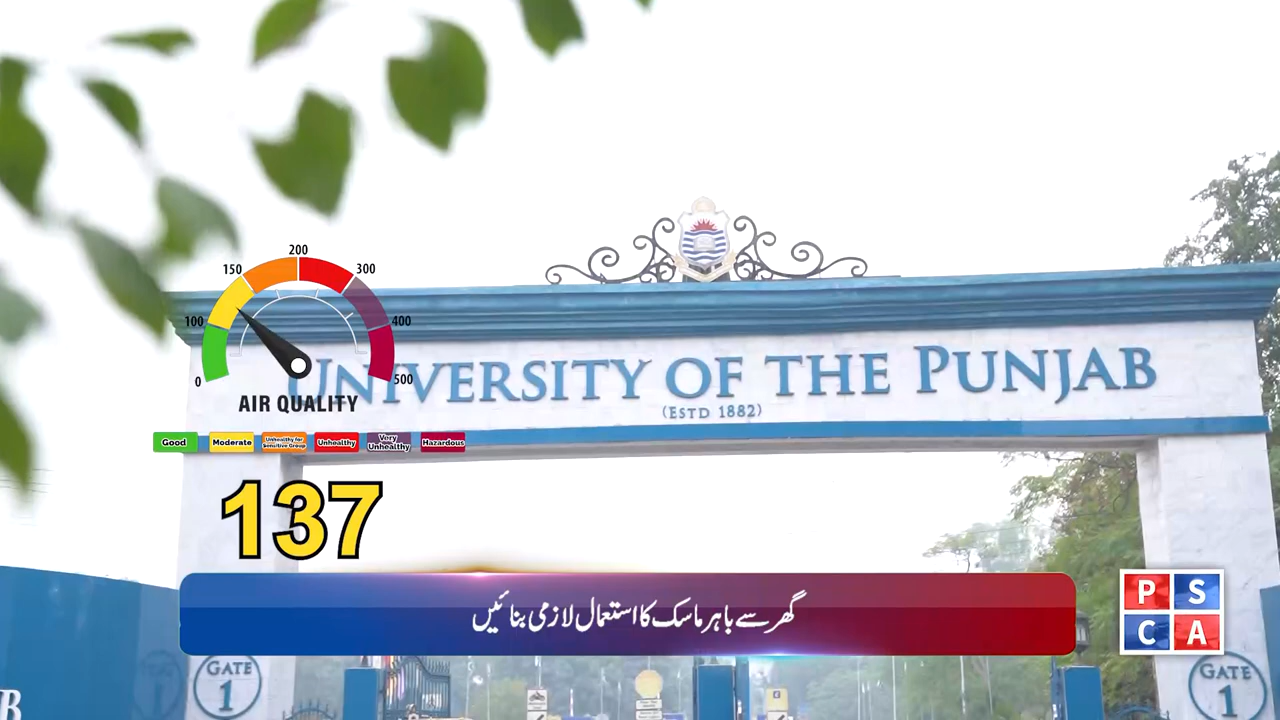 200
150
300
100
400
0
500
UNIVERSITY OF THE PUNJAB
(ESTD 1882)
AIR QUALITY
Good
Moderate
Unhealthy for
Sensitive Group
Unhealthy
Very
Unhealthy
Hazardous
137
گھر سے باہر ماسک کا استعمال لازمی بنائیں
P S
C A
GATE
1
GATE
1